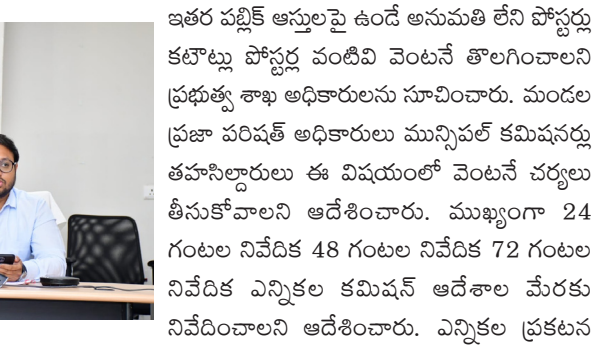 ఇతర పబ్లిక్ ఆస్తులపై ఉండే అనుమతి లేని పోస్టర్లు
కటౌట్లు పోస్టర్ల వంటివి వెంటనే తొలగించాలని
ప్రభుత్వ శాఖ అధికారులను సూచించారు. మండల
ప్రజా పరిషత్ అధికారులు మున్సిపల్ కమిషనర్లు
తహసిల్దారులు ఈ విషయంలో వెంటనే చర్యలు
తీసుకోవాలని ఆదేశించారు. ముఖ్యంగా 24
గంటల నివేదిక 48 గంటల నివేదిక 72 గంటల
నివేదిక ఎన్నికల కమిషన్ ఆదేశాల మేరకు
నివేదించాలని ఆదేశించారు. ఎన్నికల ప్రకటన